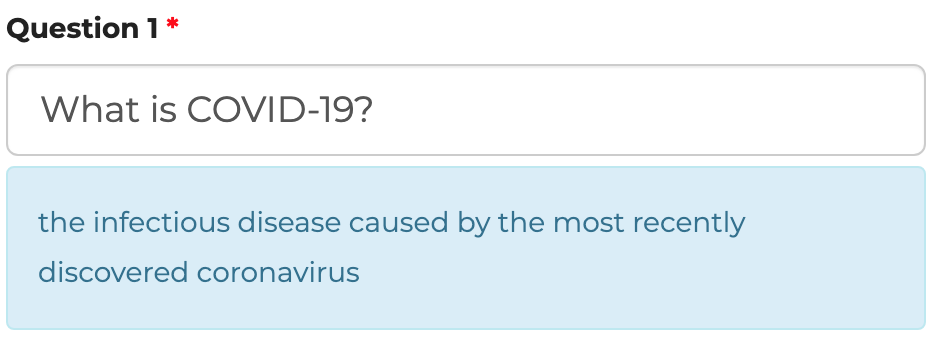 Question 1 *
What is COVID-19?
the infectious disease caused by the most recently
discovered coronavirus